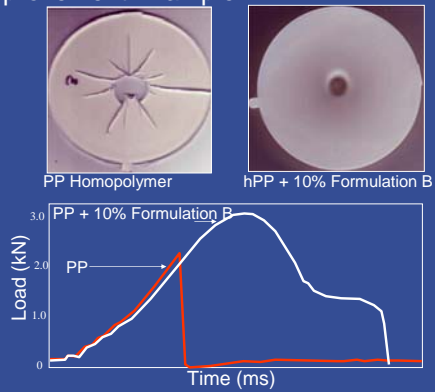 PP Homopolymer
hPP + 10% Formulation B
PP + 10% Formulation B
PP
Load (kN)
3.0
2.0
1.0
0
Time (ms)